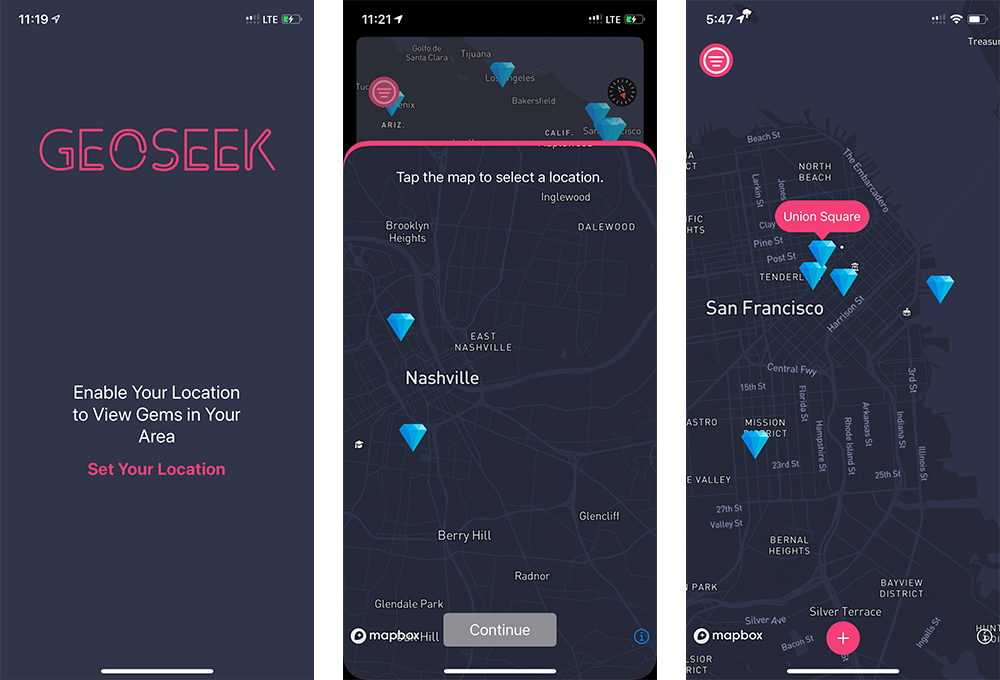 11:19
LTE
GEOSEEK
Enable Your Location
to View Gems in Your
Area
Set Your Location
11:21
LTE
Golfo de
Santa Clara
Tijuana
Los Angeles
Bakersfield
N
ARIZ.
CALIF.
Tap the map to select a location.
Inglewood
Brooklyn
Heights
DALEWOOD
EAST
NASHVILLE
Nashville
Glencliff
Berry Hill
Radnor
Glendale Park
mapbox
Hill
Continue
5:47
Treasur
Beach St
NORTH
BEACH
The Embarcadero
Larkin St
Jones
Clay
Union Square
Pine St
Post St
TENDERL
San Francisco
Harrison St
Central Fwy
3rd St
15th St
Florida St
ASTRO
MISSION
DISTRICT
Hampshire St
Rhode Island St
Arkansas St
Indiana St
Illinois St
23rd St
25th St
E VALLEY
27th St
Valley St
BERNAL
HEIGHTS
N PARK
BAYVIEW
DISTRICT
Silver Terrace
Silver Ave
Ingalls St
mapbox
Bacon St
+
HUNT
LSIOR
RICT